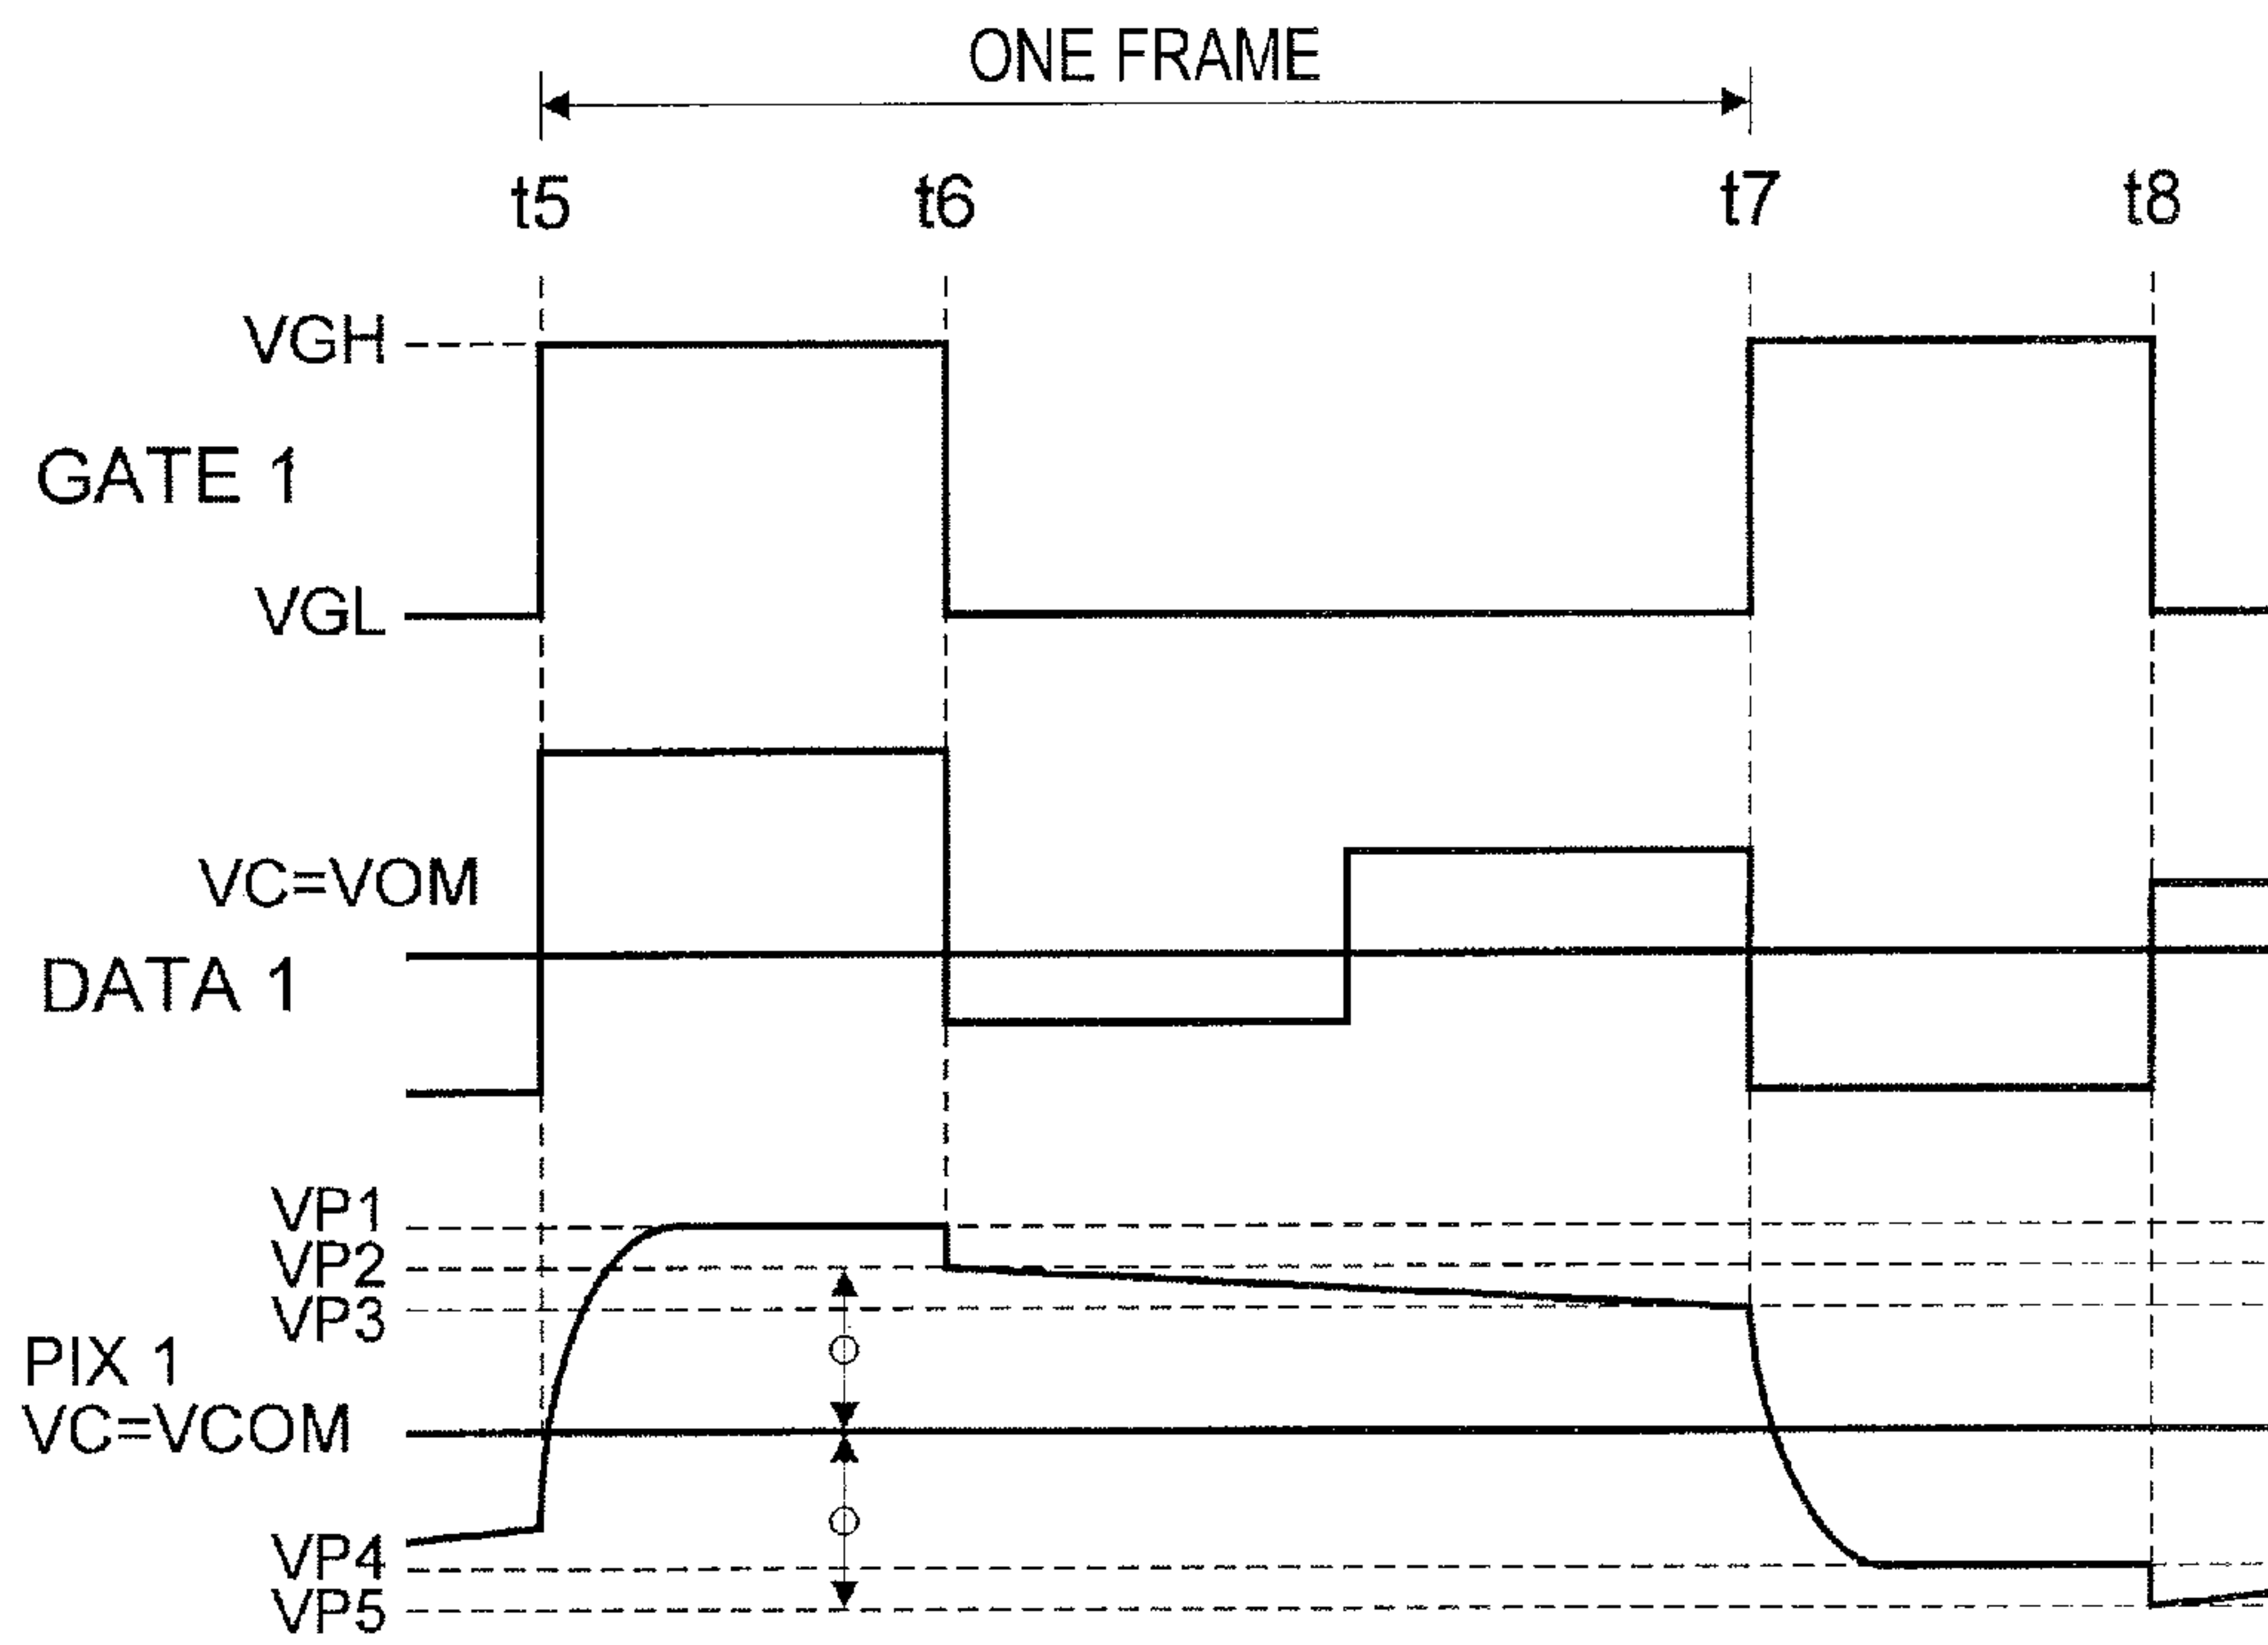 ONE FRAME
t5 t6 t7 t8
VGH
GATE 1
VGL
VC=VOM
DATA 1
VP1
VP2
VP3
PIX 1
VC=VCOM
VP4
VP5